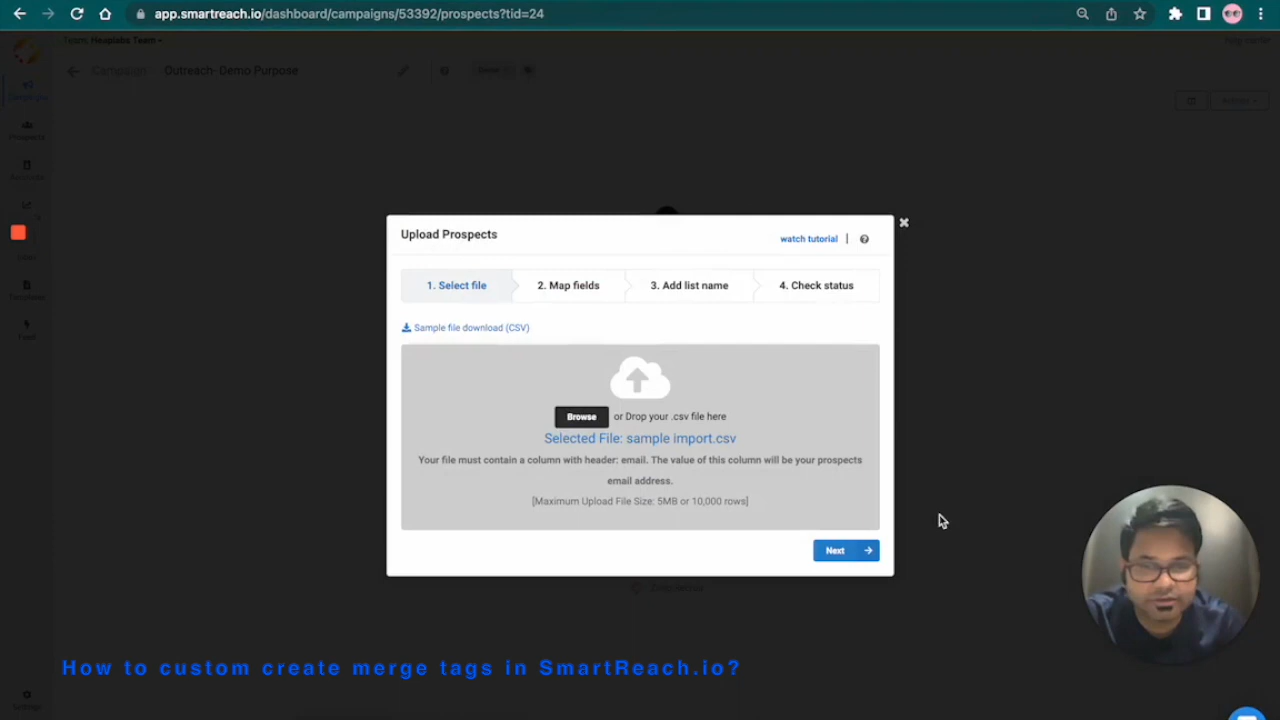 app.smartreach.io/dashboard/campaigns/53392/prospects?tid=24
Team: Hexplabs Team
Campaign
Outreach- Demo Purpose
Prospects
Upload Prospects
watch tutorial
1. Select file
2. Map fields
3. Add list name
4. Check status
Sample file download (CSV)
Browse or Drop your .csv file here
Selected File: sample import.csv
Your file must contain a column with header: email. The value of this column will be your prospects
email address.
[Maximum Upload File Size: 5MB or 10,000 rows]
Next
Templates
Settings
How to custom create merge tags in SmartReach.io?